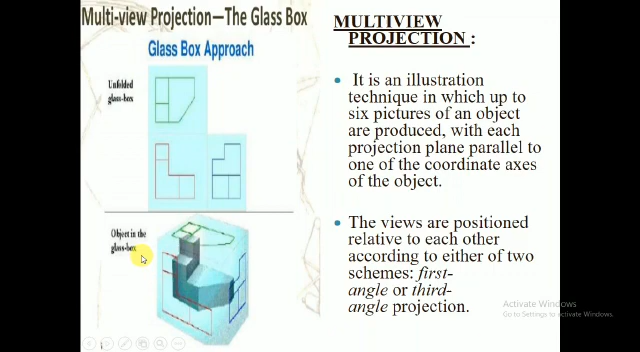 Multi-view Projection—The Glass Box
Glass Box Approach
Unfolded
glass-box
Object in the
glass-box
MULTIVIEW
PROJECTION :
It is an illustration
technique in which up to
six pictures of an object
are produced, with each
projection plane parallel to
one of the coordinate axes
of the object.
The views are positioned
relative to each other
according to either of two
schemes: first-
angle or third-
angle projection.
Activate Windows
Go to Settings to activate Windows.